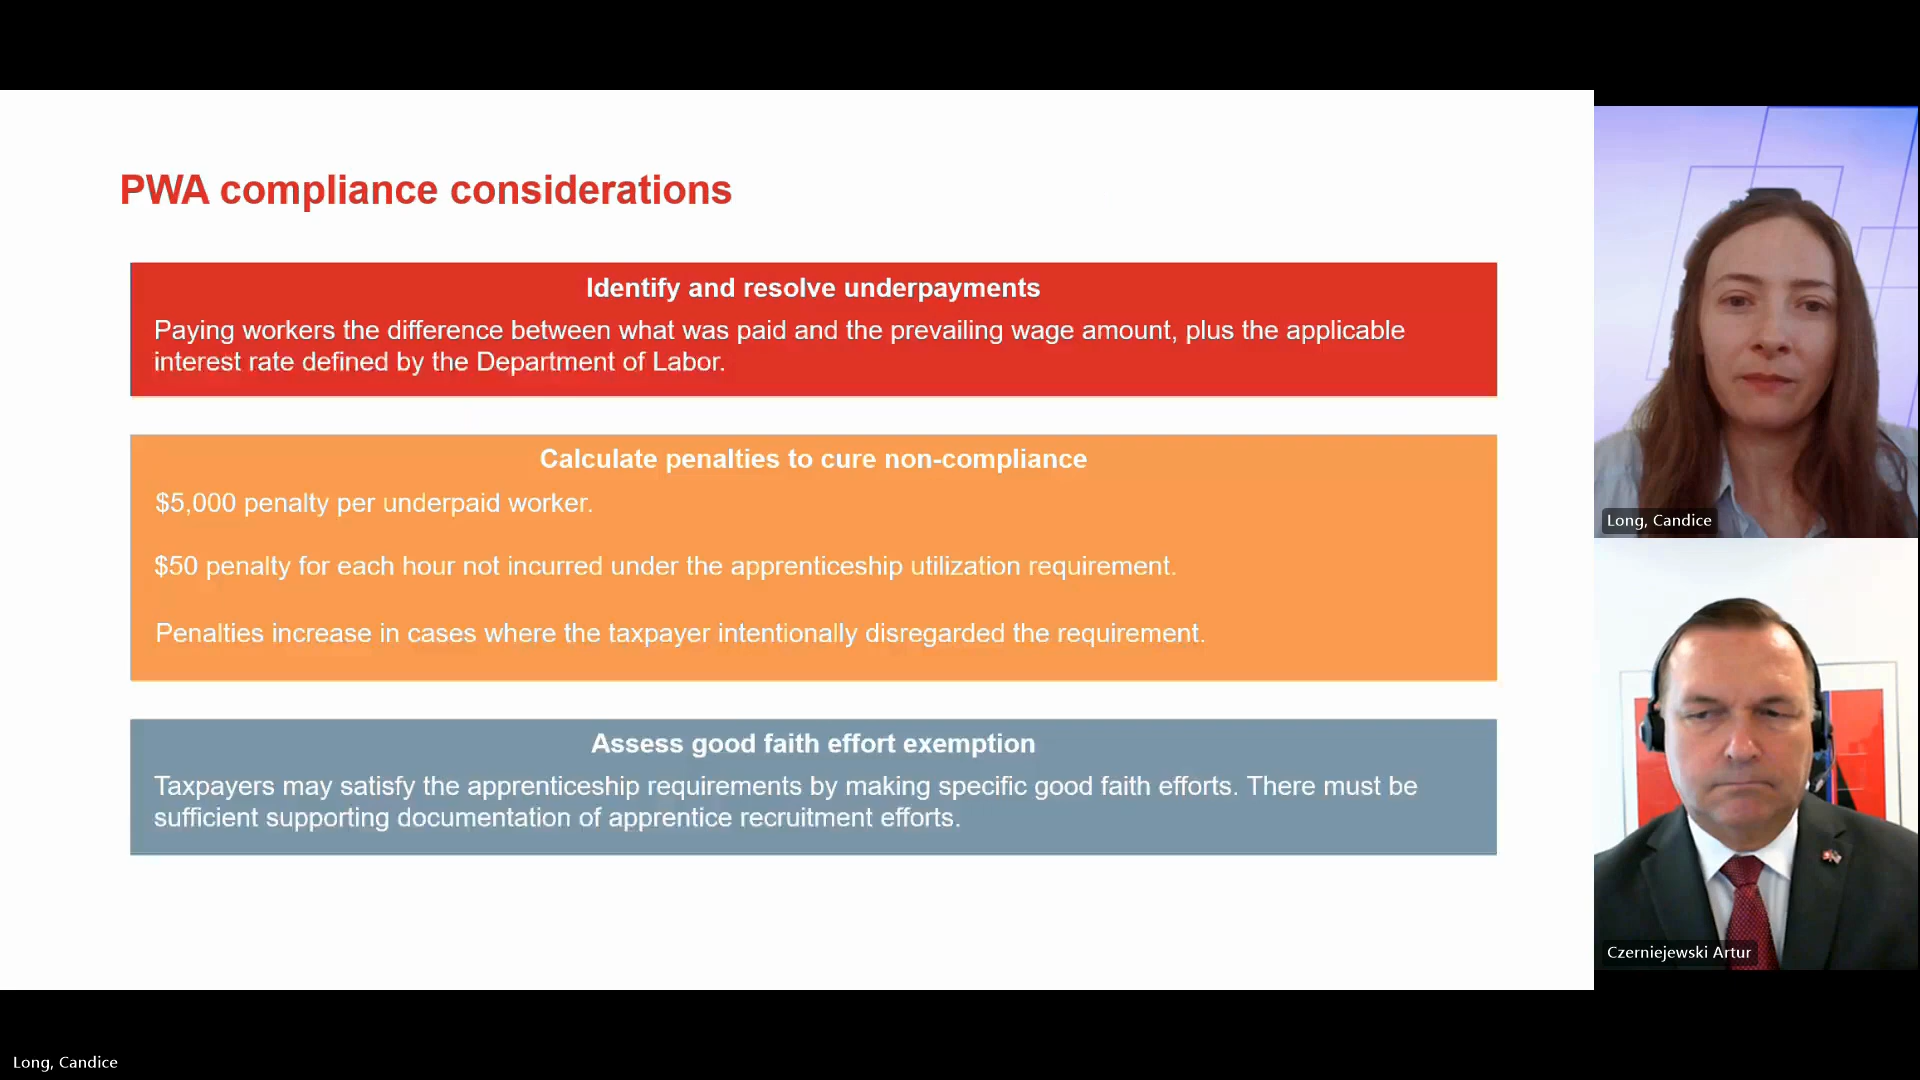 PWA compliance considerations
Identify and resolve underpayments
Paying workers the difference between what was paid and the prevailing wage amount, plus the applicable
interest rate defined by the Department of Labor.
Calculate penalties to cure non-compliance
$5,000 penalty per underpaid worker.
$50 penalty for each hour not incurred under the apprenticeship utilization requirement.
Penalties increase in cases where the taxpayer intentionally disregarded the requirement.
Assess good faith effort exemption
Taxpayers may satisfy the apprenticeship requirements by making specific good faith efforts. There must be
sufficient supporting documentation of apprentice recruitment efforts.
Long, Candice
Czerniejewski Artur
Long, Candice